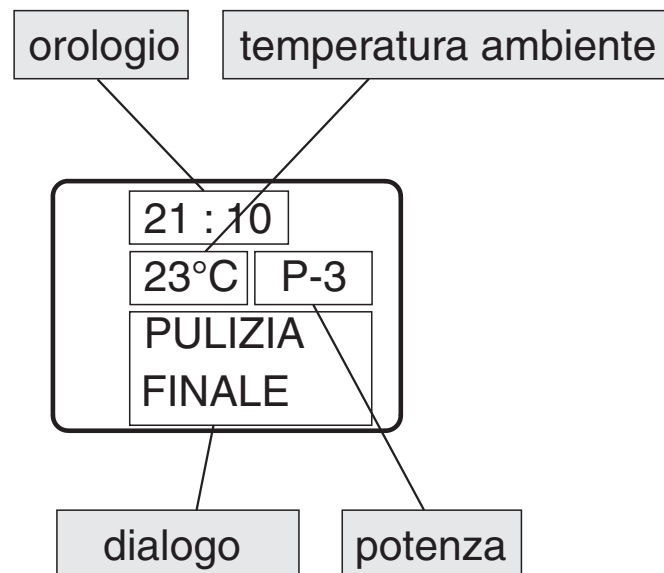 orologio
temperatura ambiente
21 : 10
23°C
P-3
PULIZIA
FINALE
dialogo
potenza